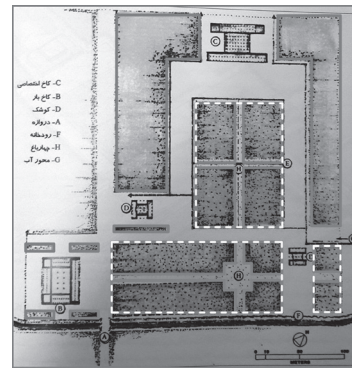 C- کاخ اختصاصی
B- کاخ بار
D- کوشک
A- دروازه
F- رودخانه
H- چهارباغ
G- محور آب
C
H
E
D
H
B
F
A
N
METERS